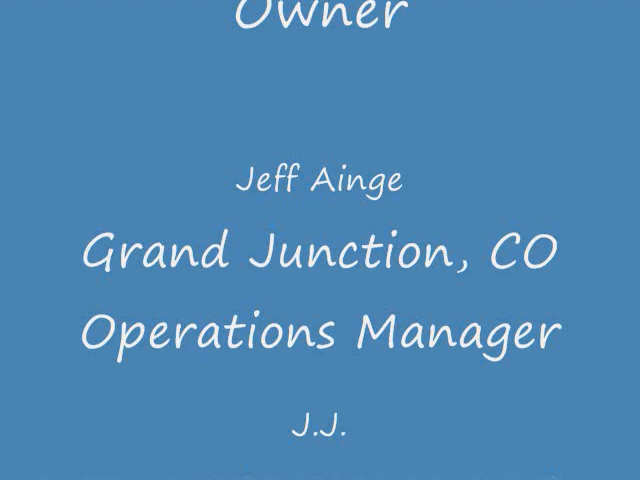 Owner
Jeff Ainge
Grand Junction, CO
Operations Manager
J.J.